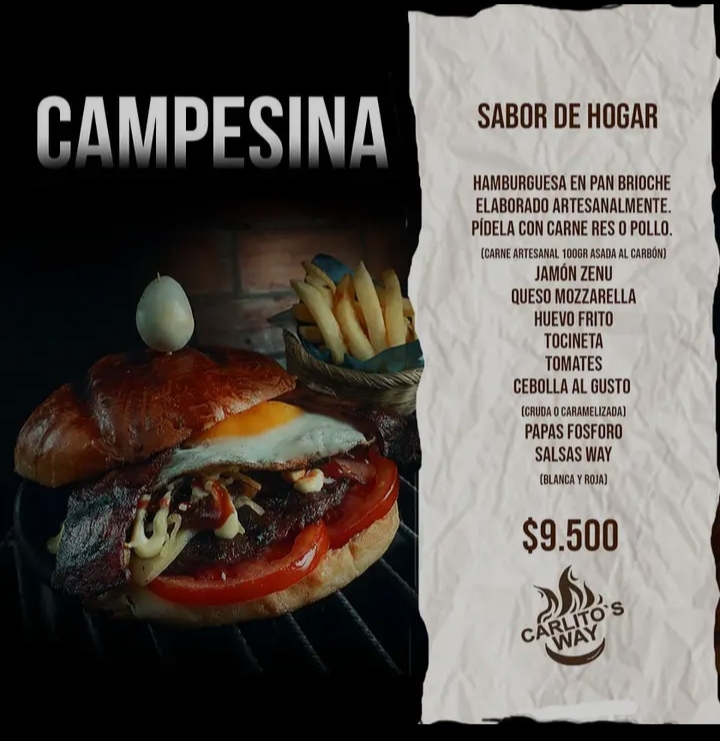 CAMPESINA
SABOR DE HOGAR
HAMBURGUESA EN PAN BRIOCHE
ELABORADO ARTESANALMENTE.
PÍDELA CON CARNE RES O POLLO.
(CARNE ARTESANAL 100GR ASADA AL CARBÓN)
JAMÓN ZENU
QUESO MOZZARELLA
HUEVO FRITO
TOCINETA
TOMATES
CEBOLLA AL GUSTO
(CRUDA O CARAMELIZADA)
PAPAS FOSFORO
SALSAS WAY
(BLANCA Y ROJA)
$9.500
CARLITO'S
WAY